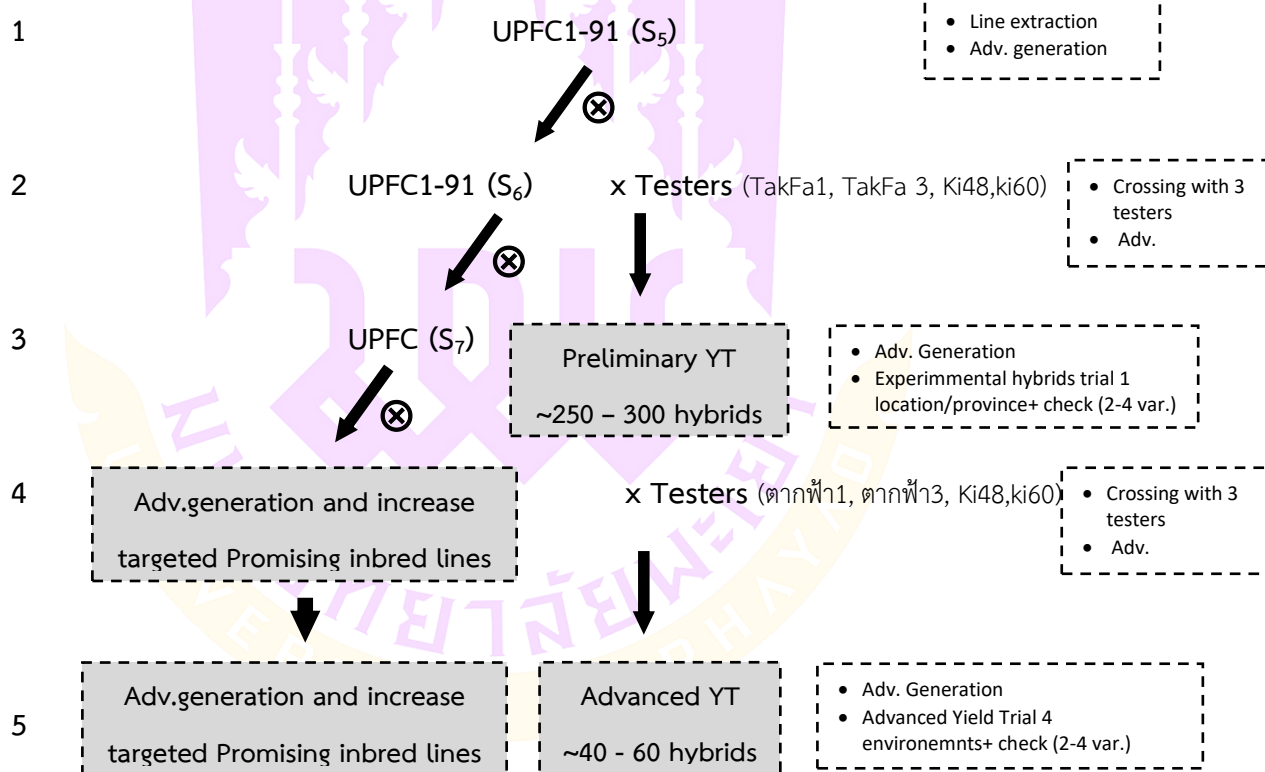 1
UPFC1-91 (S₅)
• Line extraction
• Adv. generation
2
UPFC1-91 (S₆)
x Testers (TakFa1, TakFa 3, Ki48,ki60)
• Crossing with 3
testers
• Adv.
3
UPFC (S₇)
Preliminary YT
~250 – 300 hybrids
• Adv. Generation
• Experimmental hybrids trial 1
location/province+ check (2-4 var.)
4
Adv.generation and increase
targeted Promising inbred lines
x Testers (ตากฟ้า1, ตากฟ้า3, Ki48,ki60)
• Crossing with 3
testers
• Adv.
5
Adv.generation and increase
targeted Promising inbred lines
Advanced YT
~40 - 60 hybrids
• Adv. Generation
• Advanced Yield Trial 4
environemnts+ check (2-4 var.)